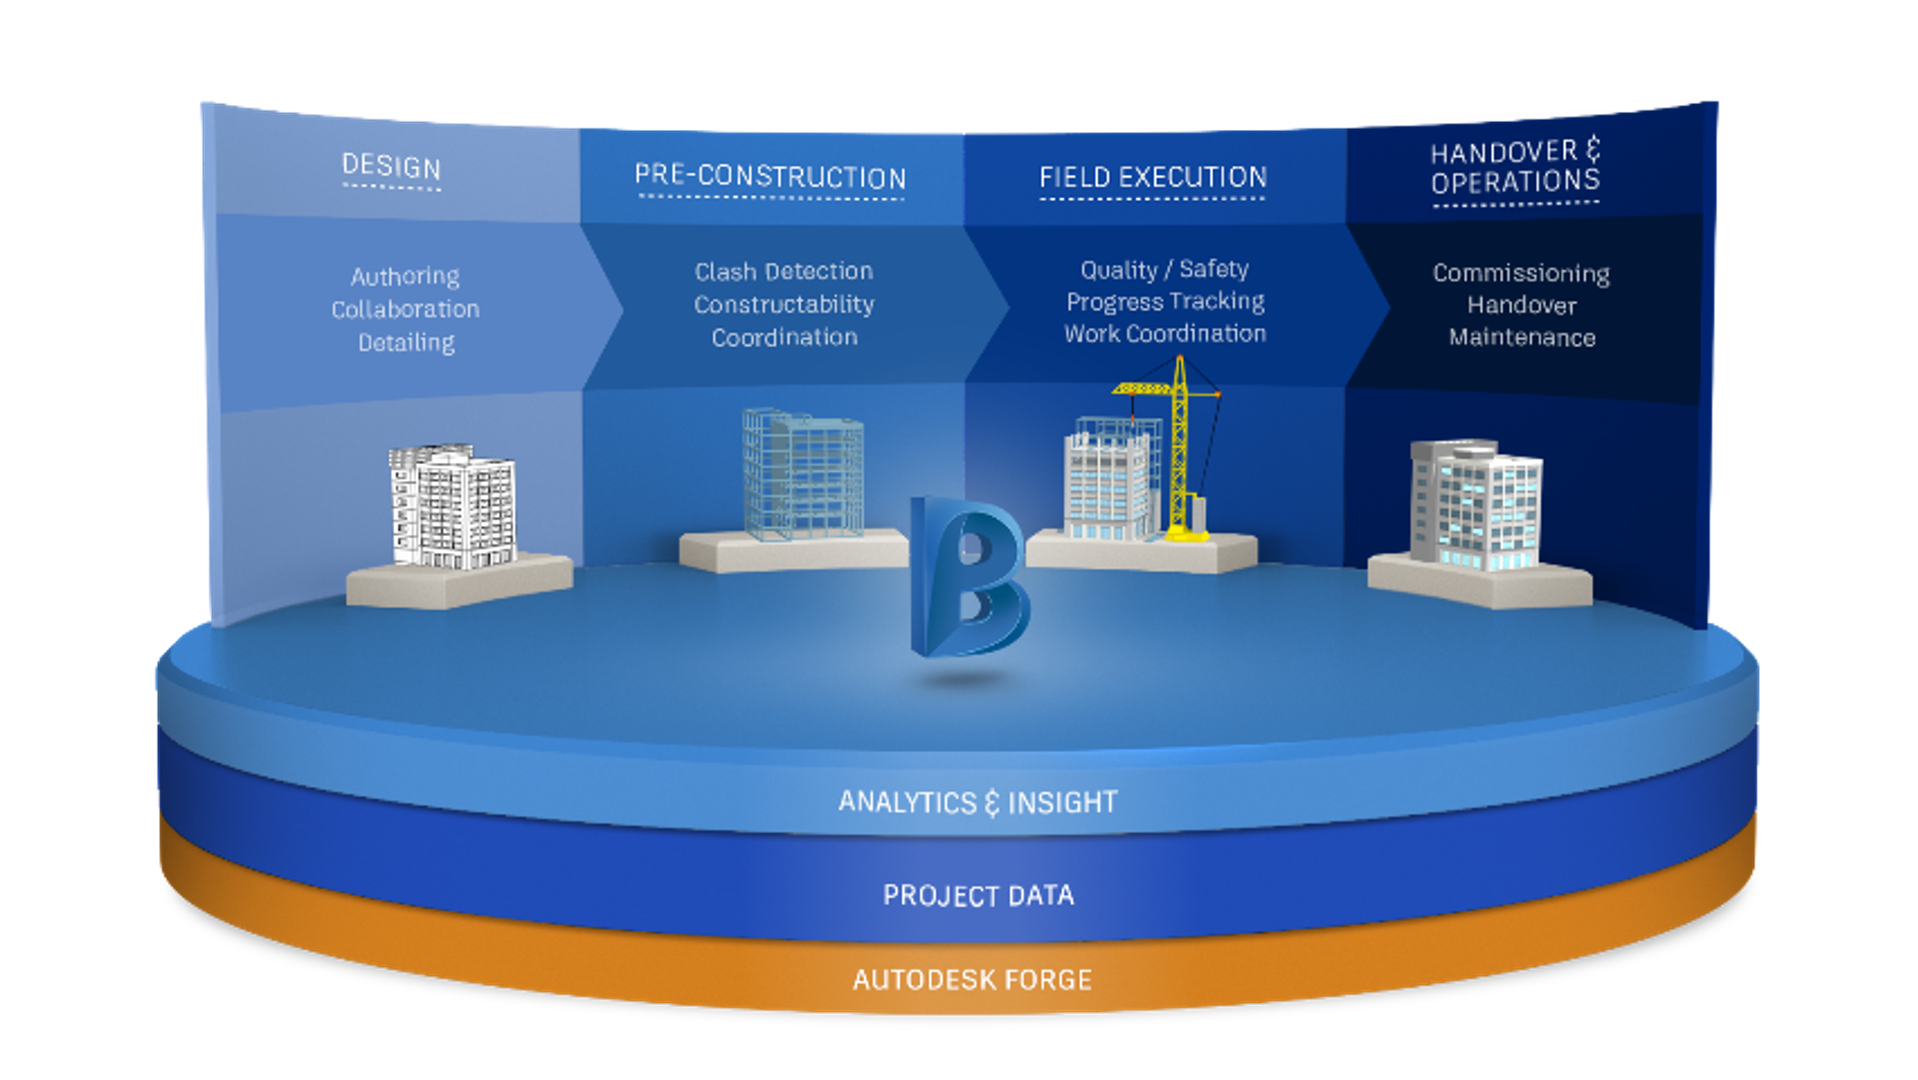 DESIGN
Authoring
Collaboration
Detailing
PRE-CONSTRUCTION
Clash Detection
Constructability
Coordination
FIELD EXECUTION
Quality / Safety
Progress Tracking
Work Coordination
HANDOVER &
OPERATIONS
Commissioning
Handover
Maintenance
B
ANALYTICS & INSIGHT
PROJECT DATA
AUTODESK FORGE